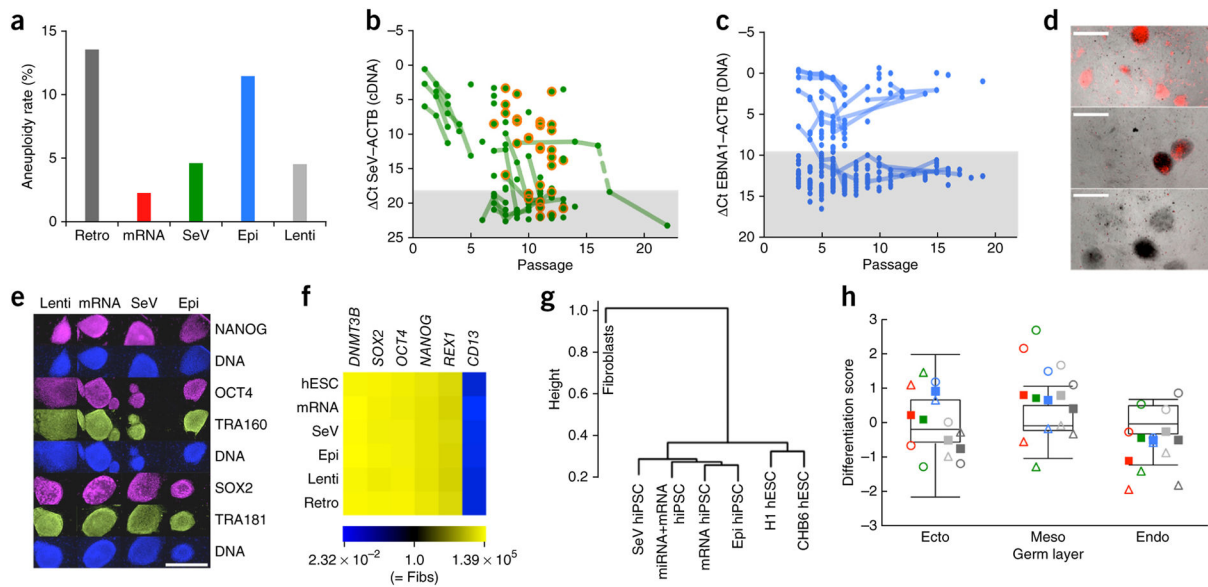 a
Aneuploidy rate (%)
15
10
5
0
Retro mRNA SeV Epi Lenti
b
ΔCt SeV–ACTB (cDNA)
–5
0
5
10
15
20
25
0 5 10 15 20
Passage
c
ΔCt EBNA1–ACTB (DNA)
–5
0
5
10
15
20
0 5 10 15 20
Passage
d
e
Lenti mRNA SeV Epi
NANOG
DNA
OCT4
TRA160
DNA
SOX2
TRA181
DNA
f
DNMT3B
SOX2
OCT4
NANOG
REX1
CD13
hESC
mRNA
SeV
Epi
Lenti
Retro
2.32 × 10⁻² 1.0 1.39 × 10⁵
(= Fibs)
g
Height
1.0
0.8
0.6
0.4
0.2
Fibroblasts
SeV hiPSC
miRNA+mRNA
hiPSC
mRNA hiPSC
Epi hiPSC
H1 hESC
CHB6 hESC
h
Differentiation score
3
2
1
0
–1
–2
–3
Ecto Meso Endo
Germ layer